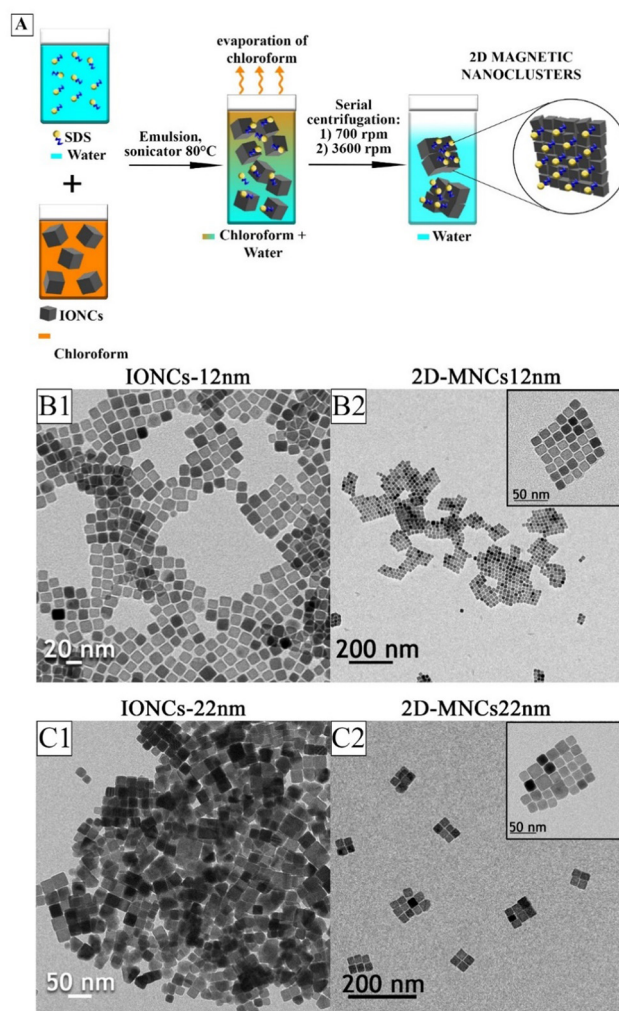 A
evaporation of
chloroform
2D MAGNETIC
NANOCLUSTERS
Emulsion,
sonicator 80°C
Serial
centrifugation:
1) 700 rpm
2) 3600 rpm
SDS
Water
+
Chloroform +
Water
Water
IONCs
Chloroform
IONCs-12nm
2D-MNCs12nm
B1
20 nm
B2
50 nm
200 nm
IONCs-22nm
2D-MNCs22nm
C1
50 nm
C2
50 nm
200 nm